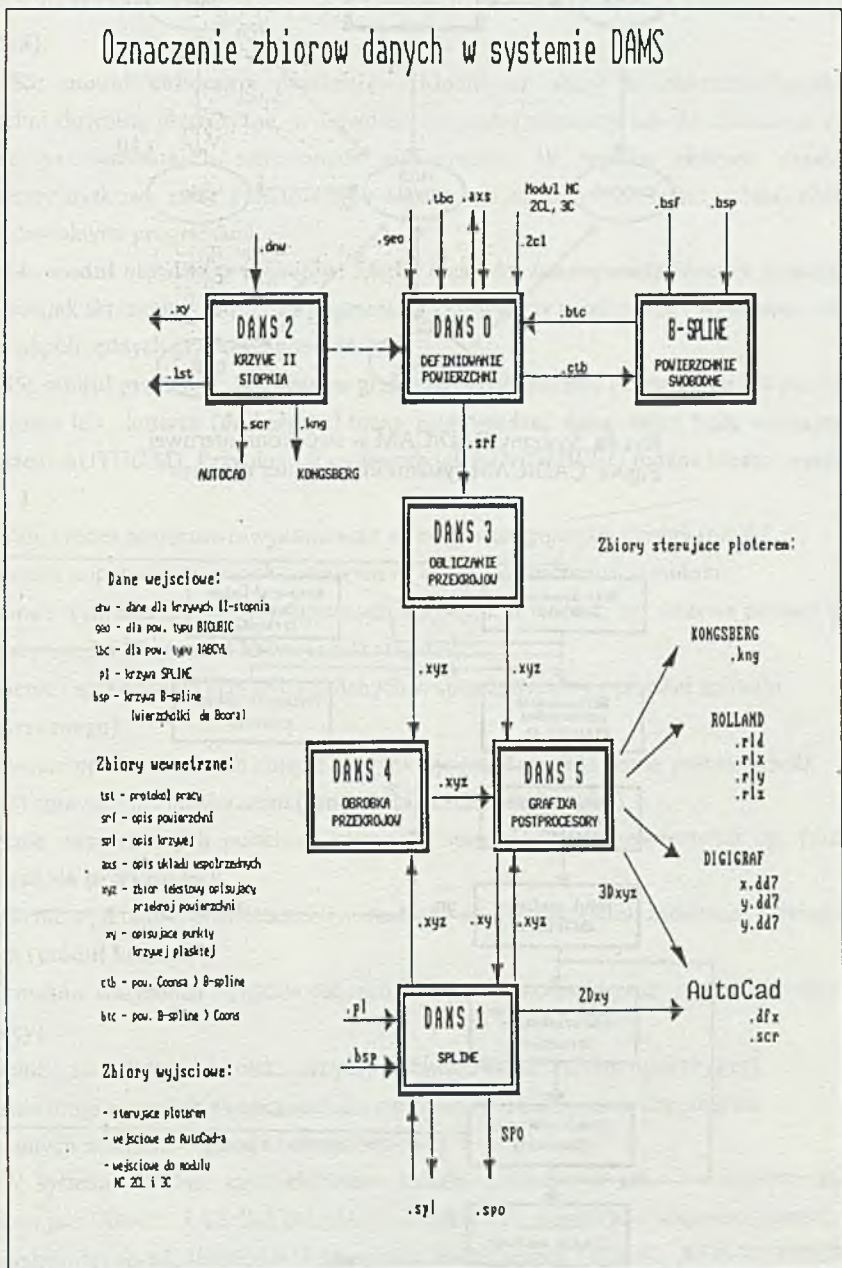 Oznaczenie zbiorow danych w systemie DAMS
Modul NC
2CL, 3C
.geo
.tbc
.axs
.2cl
.bsf
.bsp
.dnw
.xy
.lst
DAMS 2
KRZYWE II
STOPNIA
DAMS 0
DEFINIOWANIE
POWIERZCHNI
.btc
.ctb
B-SPLINE
POWIERZCHNIE
SWOBODNE
.scr
.kng
AUTOCAD
KONGSBERG
.srf
DAMS 3
OBLICZANIE
PRZEKROJOW
Zbiory sterujace ploterem:
Dane wejsciowe:
dnw - dane dla krzywych II-stopnia
geo - dla pow. typu BICUBIC
tbc - dla pow. typu TABCYL
pl - krzywa SPLINE
bsp - krzywa B-spline
(wierzcholki de Boora)
.xyz
.xyz
KONGSBERG
.kng
ROLLAND
.rld
.rlx
.rly
.rlz
DIGIGRAF
x.dd7
y.dd7
y.dd7
Zbiory wewnetrzne:
tst - protokol pracy
srf - opis powierzchni
spl - opis krzywej
axs - opis ukladu wspolrzednych
xyz - zbior tekstowy opisujacy
przekroj powierzchni
xy - opisujace punkty
krzywej plaskiej
ctb - pow. Coonsa ) B-spline
btc - pow. B-spline ) Coons
DAMS 4
OBROBKA
PRZEKROJOW
.xyz
DAMS 5
GRAFIKA
POSTPROCESORY
3Dxyz
.xyz
.xy
.xyz
2Dxy
AutoCad
.dfx
.scr
.pl
.bsp
DAMS 1
SPLINE
Zbiory wyjsciowe:
- sterujace ploterem
- wejsciowe do AutoCad-a
- wejsciowe do modulu
NC 2CL i 3C
SPO
.spl
.spo